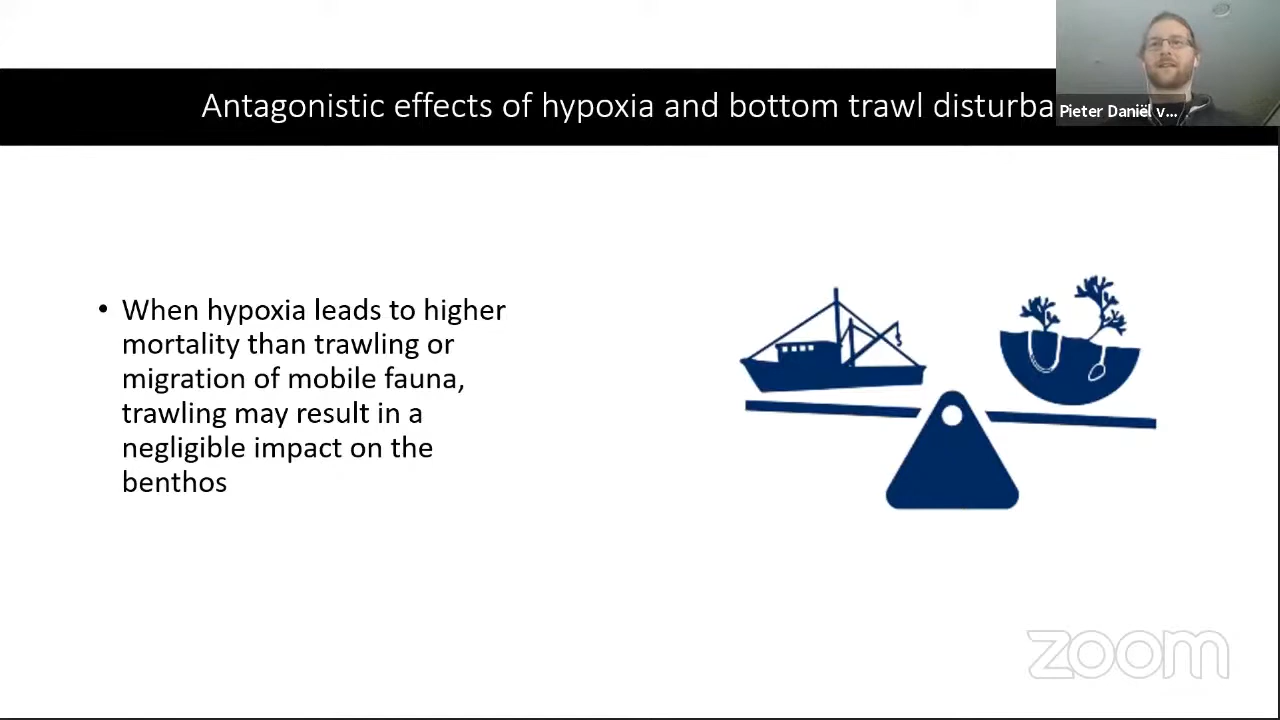 Antagonistic effects of hypoxia and bottom trawl disturba
Pieter Daniël v...
• When hypoxia leads to higher
mortality than trawling or
migration of mobile fauna,
trawling may result in a
negligible impact on the
benthos
zoom